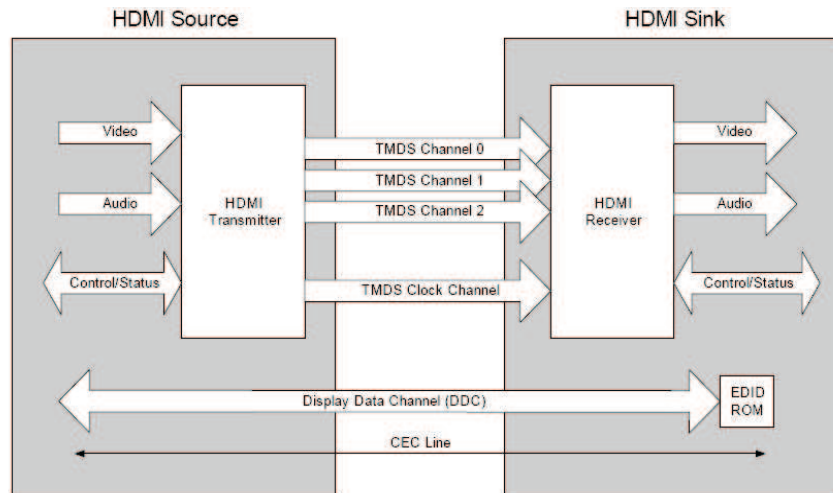 HDMI Source
HDMI Sink
Video
Audio
Control/Status
HDMI
Transmitter
TMDS Channel 0
TMDS Channel 1
TMDS Channel 2
TMDS Clock Channel
HDMI
Receiver
Video
Audio
Control/Status
Display Data Channel (DDC)
EDID
ROM
CEC Line